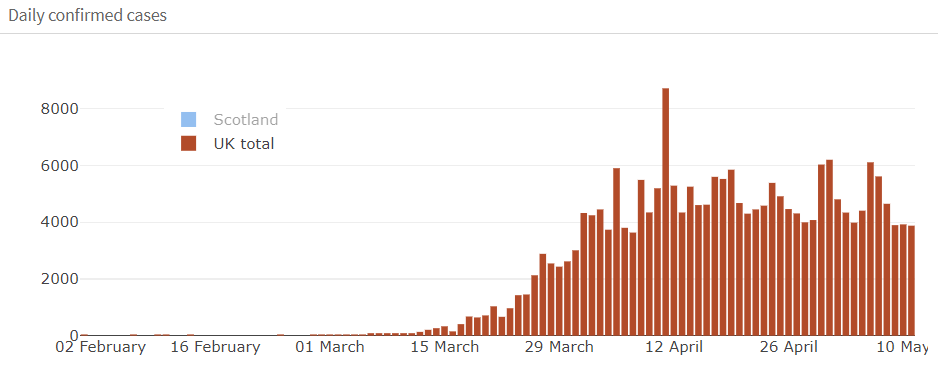 Daily confirmed cases
8000
Scotland
UK total
6000
4000
2000
0
02 February 16 February 01 March 15 March 29 March 12 April 26 April 10 May